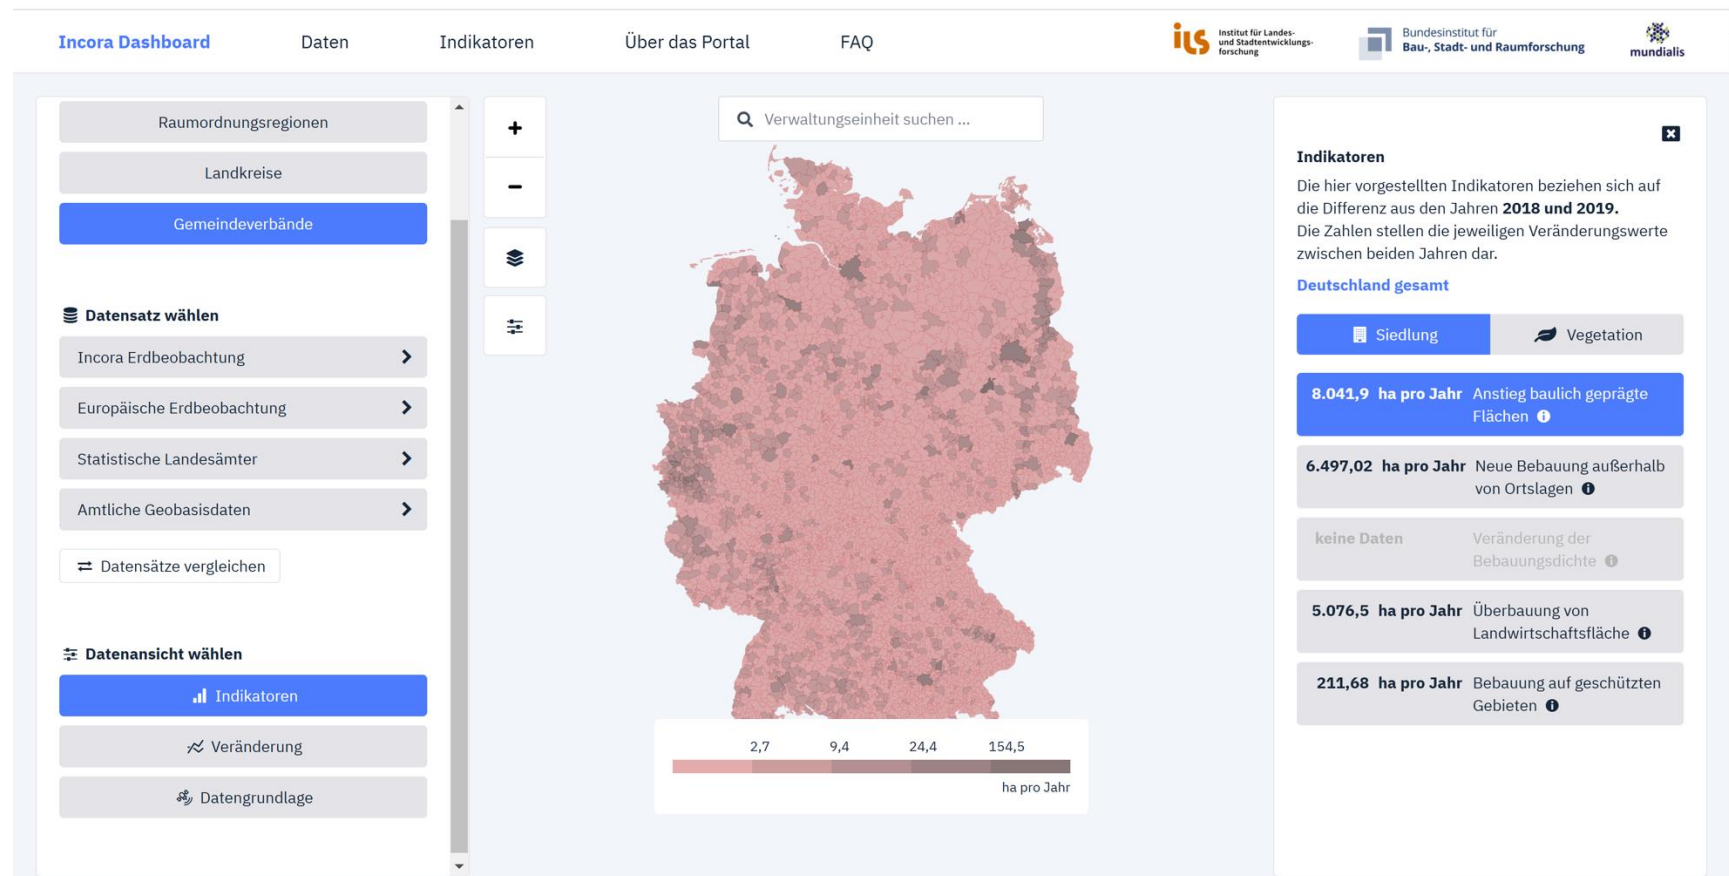 Incora Dashboard
Daten
Indikatoren
Über das Portal
FAQ
ils
Institut für Landes-
und Stadtentwicklungs-
forschung
Bundesinstitut für
Bau-, Stadt- und Raumforschung
mundialis
Raumordnungsregionen
Landkreise
Gemeindeverbände
Datensatz wählen
Incora Erdbeobachtung
Europäische Erdbeobachtung
Statistische Landesämter
Amtliche Geobasisdaten
Datensätze vergleichen
Datenansicht wählen
Indikatoren
Veränderung
Datengrundlage
Verwaltungseinheit suchen ...
2,7 9,4 24,4 154,5
ha pro Jahr
Indikatoren
Die hier vorgestellten Indikatoren beziehen sich auf
die Differenz aus den Jahren 2018 und 2019.
Die Zahlen stellen die jeweiligen Veränderungswerte
zwischen beiden Jahren dar.
Deutschland gesamt
Siedlung
Vegetation
8.041,9 ha pro Jahr Anstieg baulich geprägte
Flächen
6.497,02 ha pro Jahr Neue Bebauung außerhalb
von Ortslagen
keine Daten Veränderung der
Bebauungsdichte
5.076,5 ha pro Jahr Überbauung von
Landwirtschaftsfläche
211,68 ha pro Jahr Bebauung auf geschützten
Gebieten